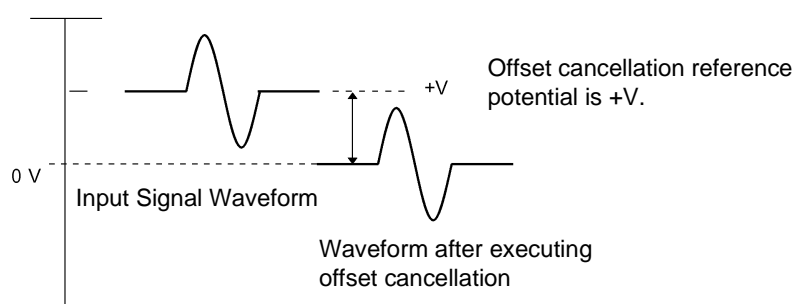 +V
Offset cancellation reference
potential is +V.
0 V
Input Signal Waveform
Waveform after executing
offset cancellation